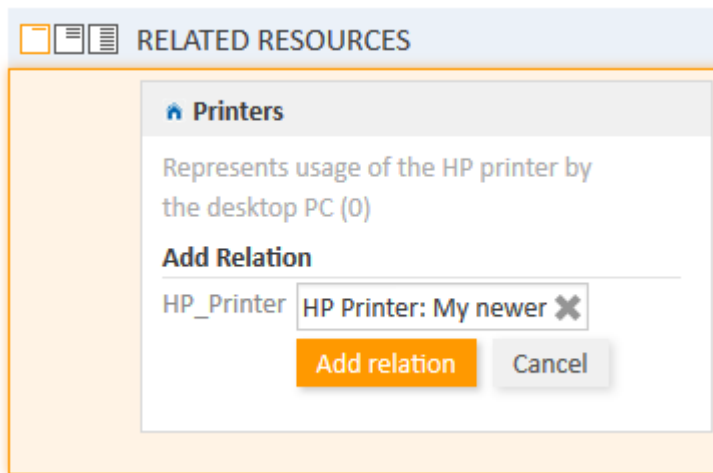 RELATED RESOURCES
Printers
Represents usage of the HP printer by
the desktop PC (0)
Add Relation
HP_Printer HP Printer: My newer
Add relation Cancel